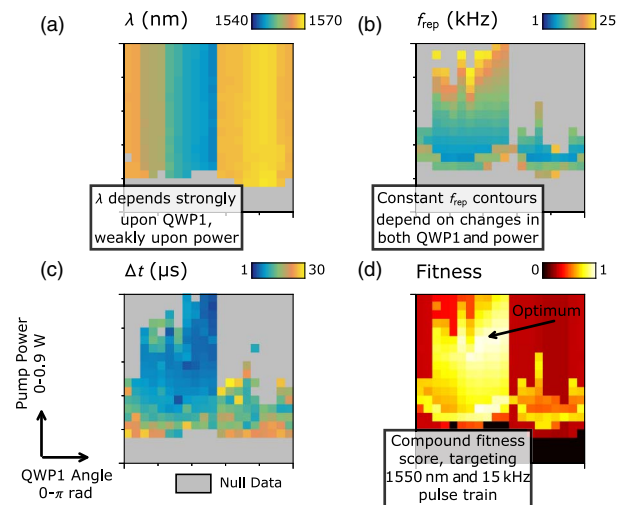 (a) λ (nm) 1540 1570
λ depends strongly
upon QWP1,
weakly upon power
(b) f_rep (kHz) 1 25
Constant f_rep contours
depend on changes in
both QWP1 and power
(c) Δt (μs) 1 30
Pump Power
0-0.9 W
QWP1 Angle
0-π rad
Null Data
(d) Fitness 0 1
Optimum
Compound fitness
score, targeting
1550 nm and 15 kHz
pulse train